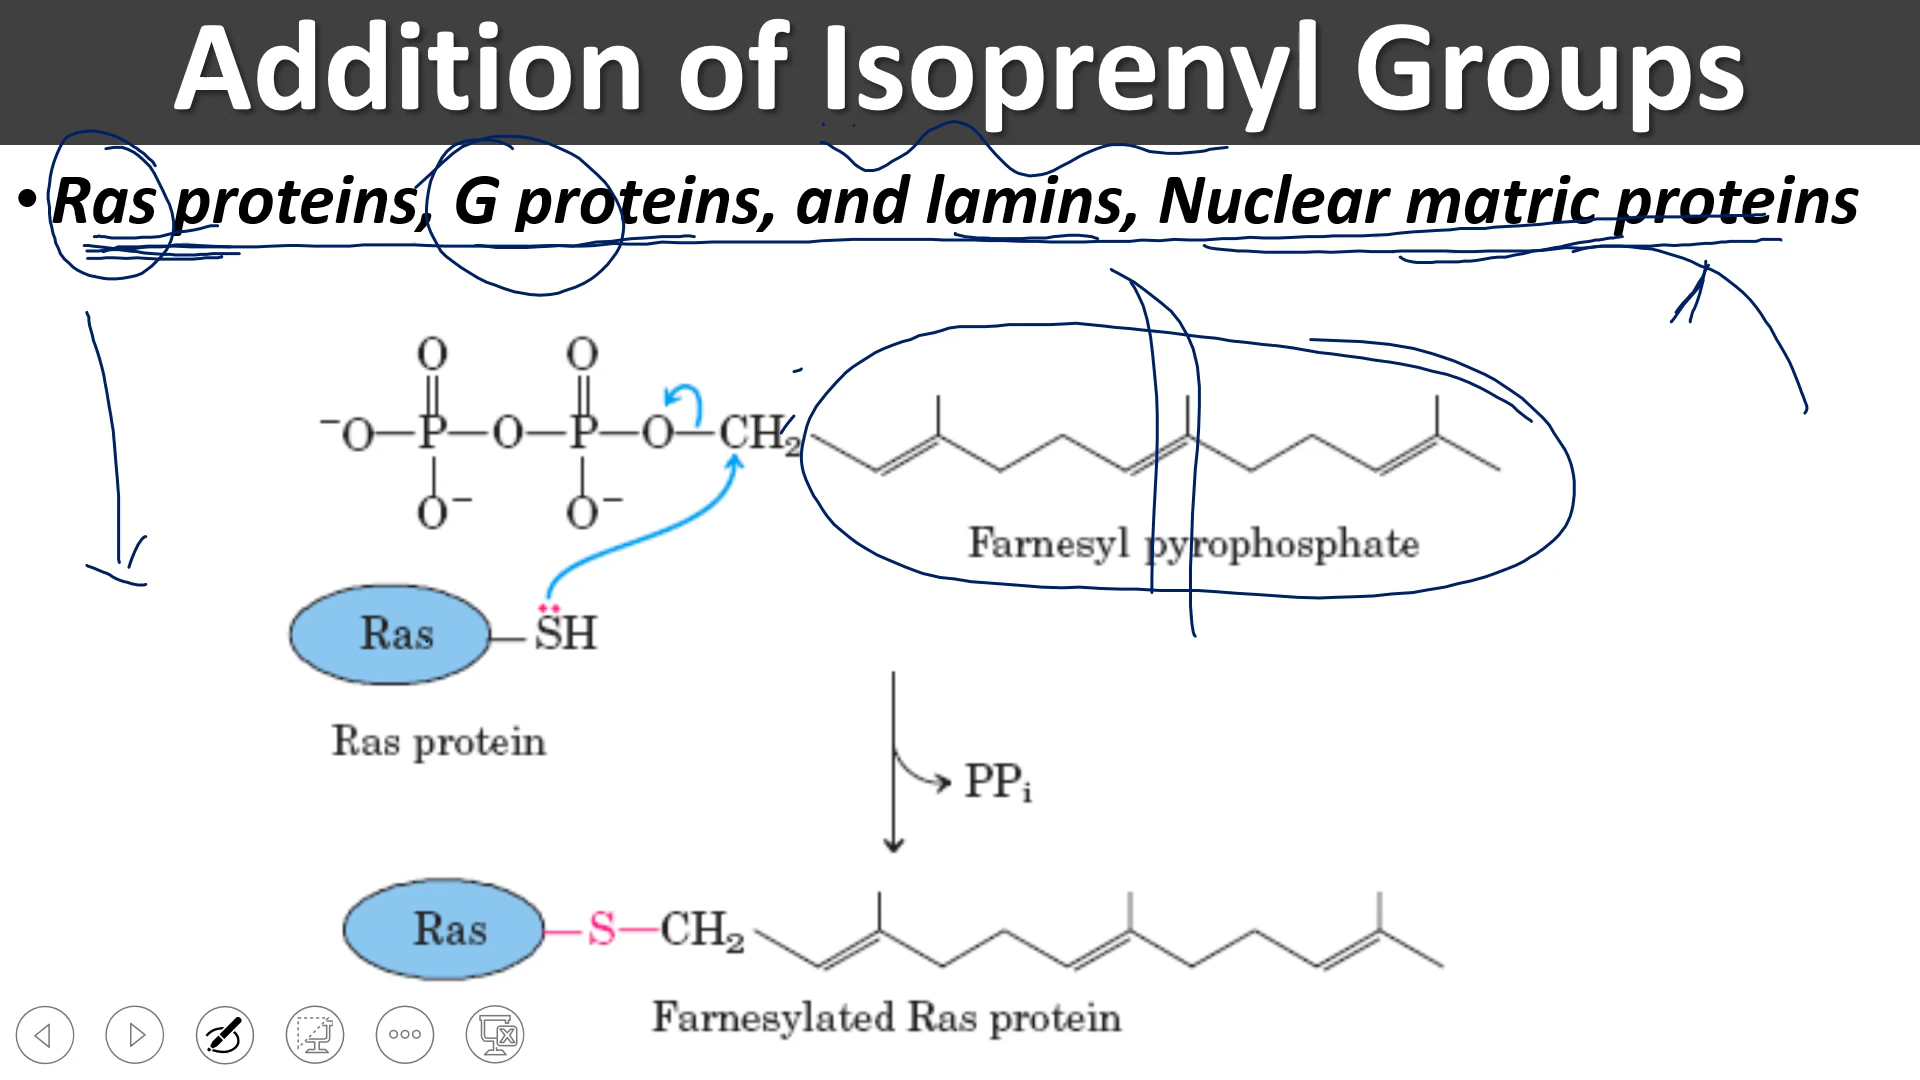 Addition of Isoprenyl Groups
• Ras proteins, G proteins, and lamins, Nuclear matric proteins
O O
⁻O—P—O—P—O—CH₂
O⁻ O⁻
Farnesyl pyrophosphate
Ras—SH
Ras protein
PPᵢ
Ras—S—CH₂
Farnesylated Ras protein